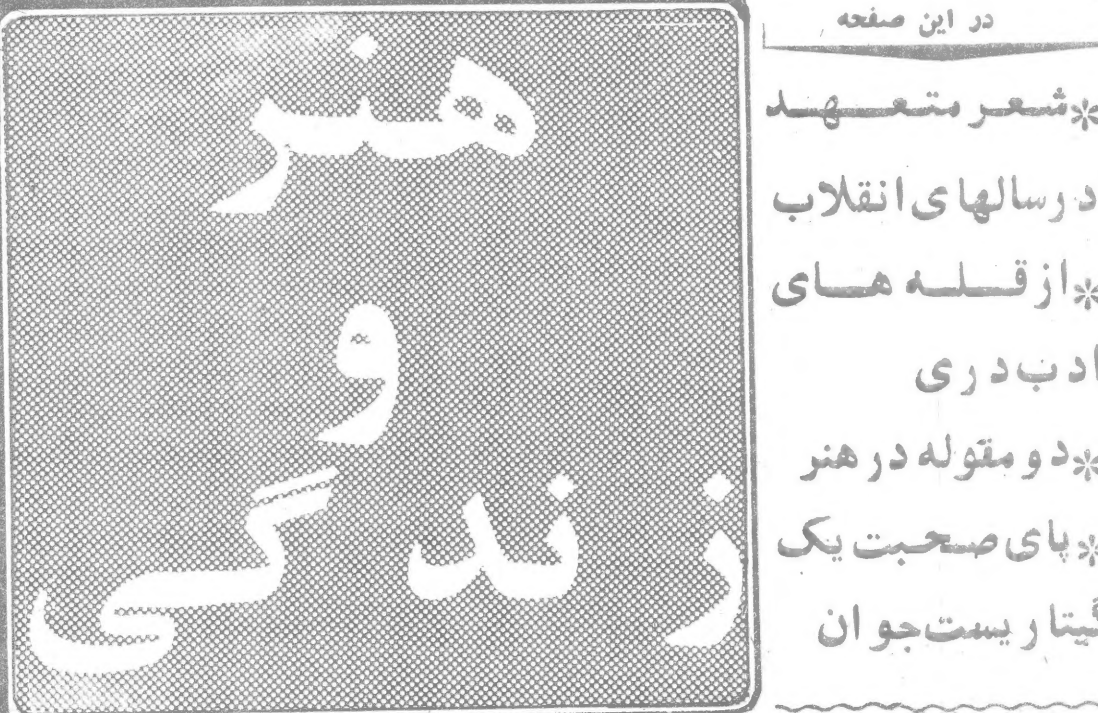 در این صفحه
*شعر متعهد
در سالهای انقلاب
*از قله های
ادب دری
*دو مقوله در هنر
*پای صحبت یک
گیتاریست جوان
هنر
و
زندگی